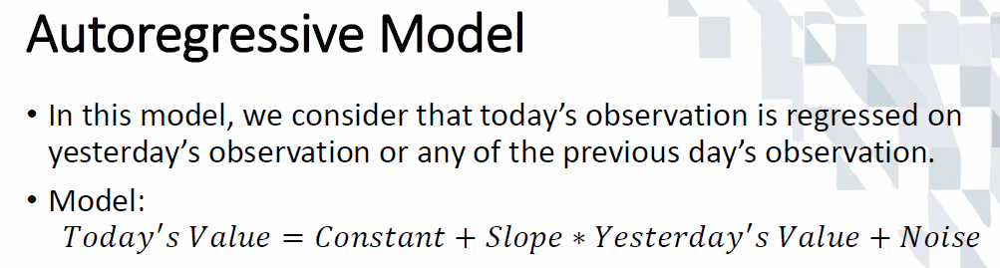 Autoregressive Model
• In this model, we consider that today's observation is regressed on
yesterday's observation or any of the previous day's observation.
• Model:
Today's Value = Constant + Slope ∗ Yesterday's Value + Noise